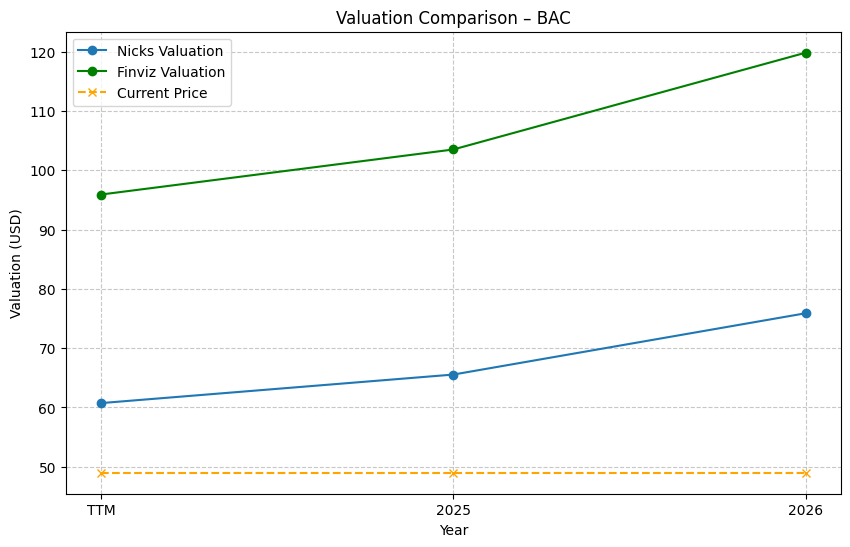 Valuation Comparison – BAC
Nicks Valuation
Finviz Valuation
Current Price
Valuation (USD)
120
110
100
90
80
70
60
50
TTM
2025
2026
Year